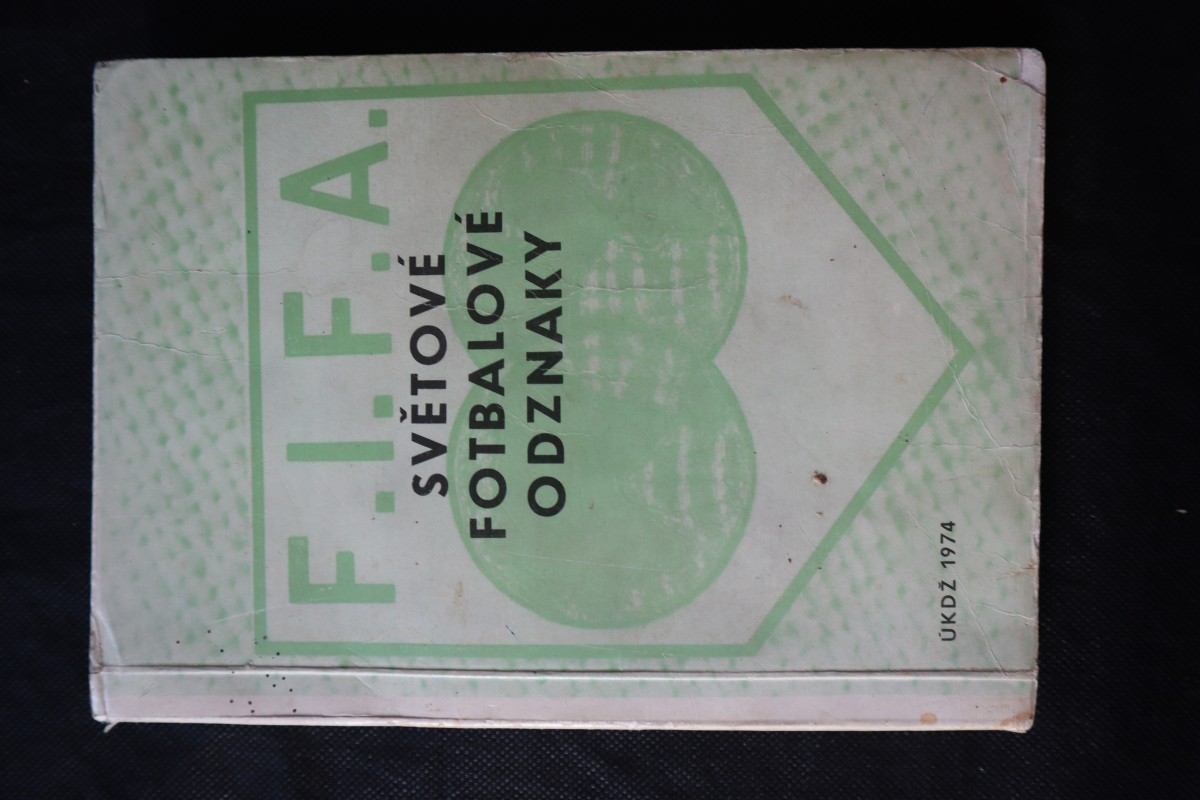 F.I.F.A.
SVĚTOVÉ
FOTBALOVÉ
ODZNAKY
ÚKDŽ 1974